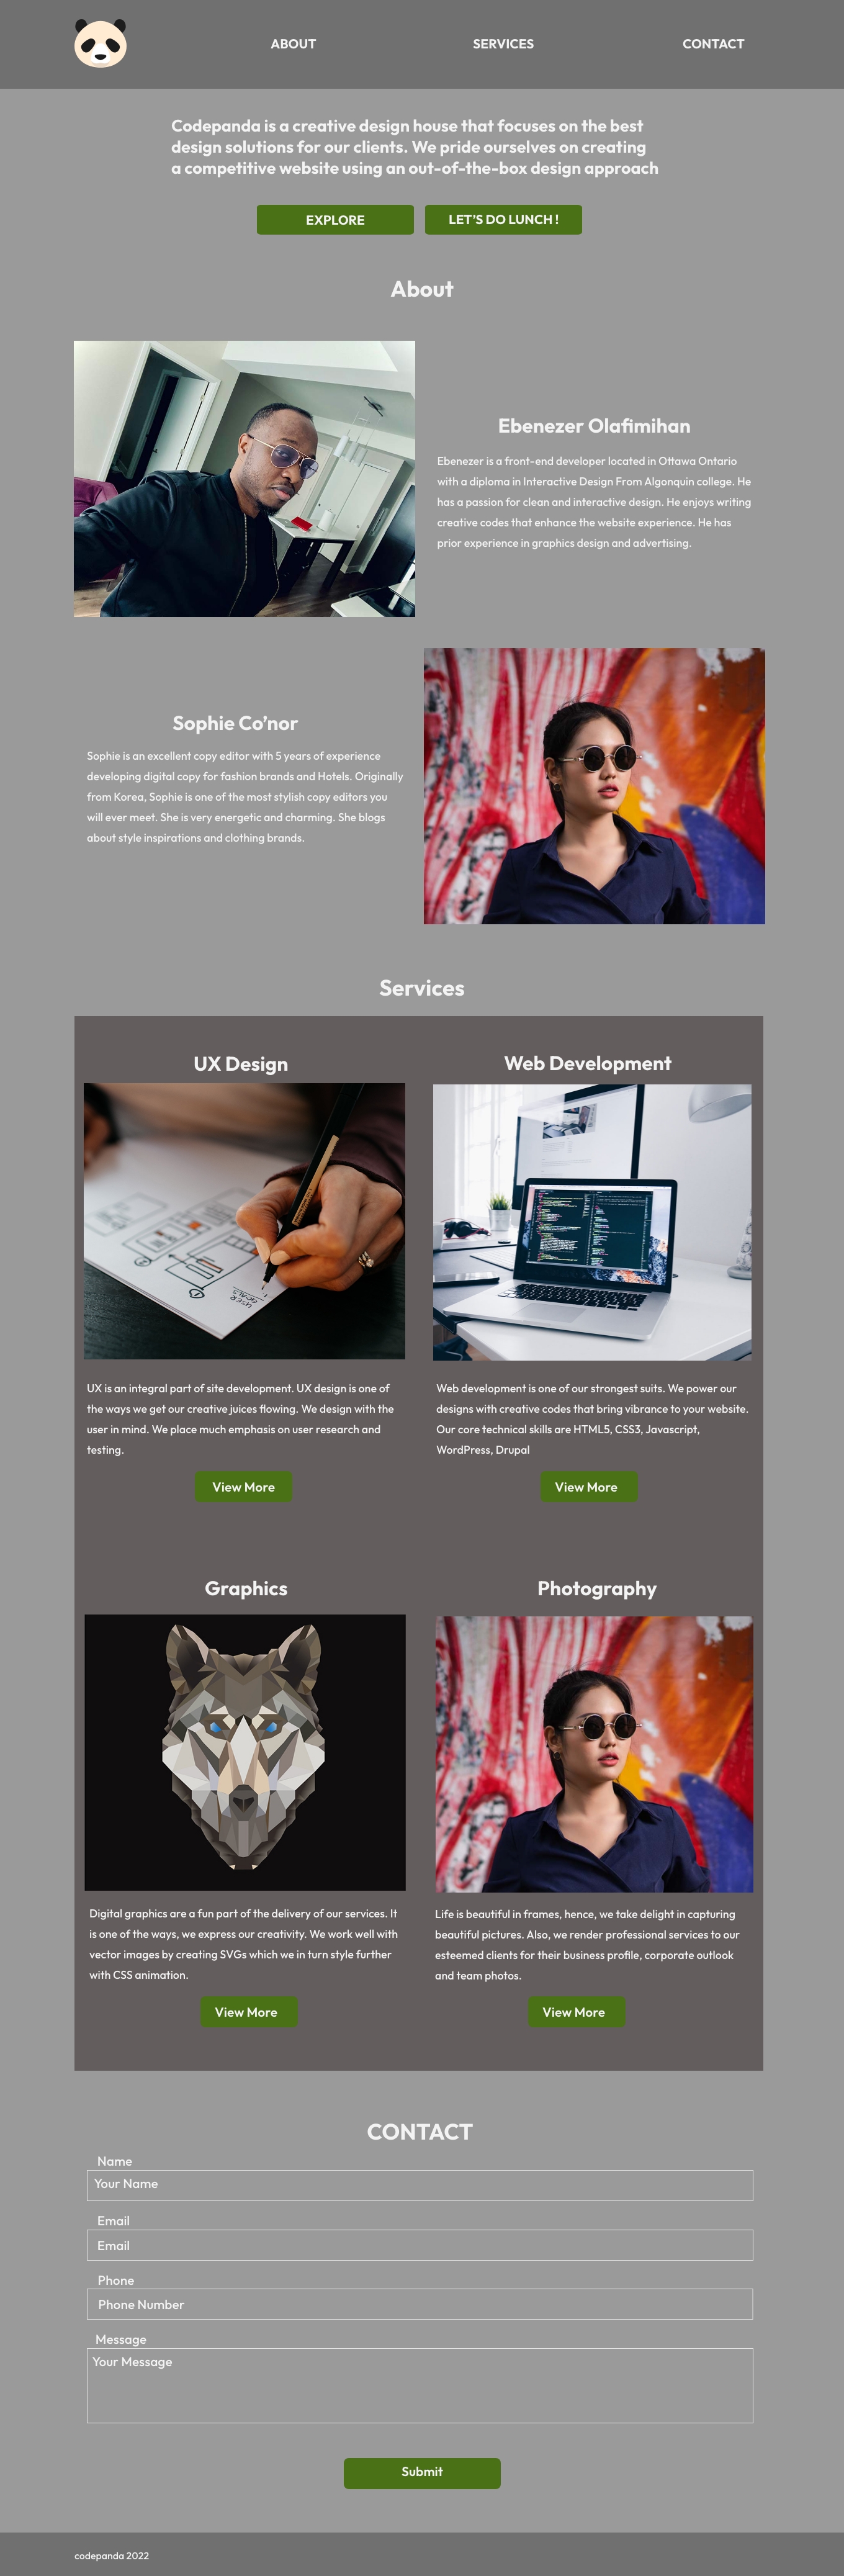 ABOUT SERVICES CONTACT
Codepanda is a creative design house that focuses on the best
design solutions for our clients. We pride ourselves on creating
a competitive website using an out-of-the-box design approach
EXPLORE LET'S DO LUNCH !
About
Ebenezer Olafimihan
Ebenezer is a front-end developer located in Ottawa Ontario
with a diploma in Interactive Design From Algonquin college. He
has a passion for clean and interactive design. He enjoys writing
creative codes that enhance the website experience. He has
prior experience in graphics design and advertising.
Sophie Co'nor
Sophie is an excellent copy editor with 5 years of experience
developing digital copy for fashion brands and Hotels. Originally
from Korea, Sophie is one of the most stylish copy editors you
will ever meet. She is very energetic and charming. She blogs
about style inspirations and clothing brands.
Services
UX Design
USER
GOALS
UX is an integral part of site development. UX design is one of
the ways we get our creative juices flowing. We design with the
user in mind. We place much emphasis on user research and
testing.
View More
Web Development
Web development is one of our strongest suits. We power our
designs with creative codes that bring vibrance to your website.
Our core technical skills are HTML5, CSS3, Javascript,
WordPress, Drupal
View More
Graphics
Digital graphics are a fun part of the delivery of our services. It
is one of the ways, we express our creativity. We work well with
vector images by creating SVGs which we in turn style further
with CSS animation.
View More
Photography
Life is beautiful in frames, hence, we take delight in capturing
beautiful pictures. Also, we render professional services to our
esteemed clients for their business profile, corporate outlook
and team photos.
View More
CONTACT
Name
Your Name
Email
Email
Phone
Phone Number
Message
Your Message
Submit
codepanda 2022